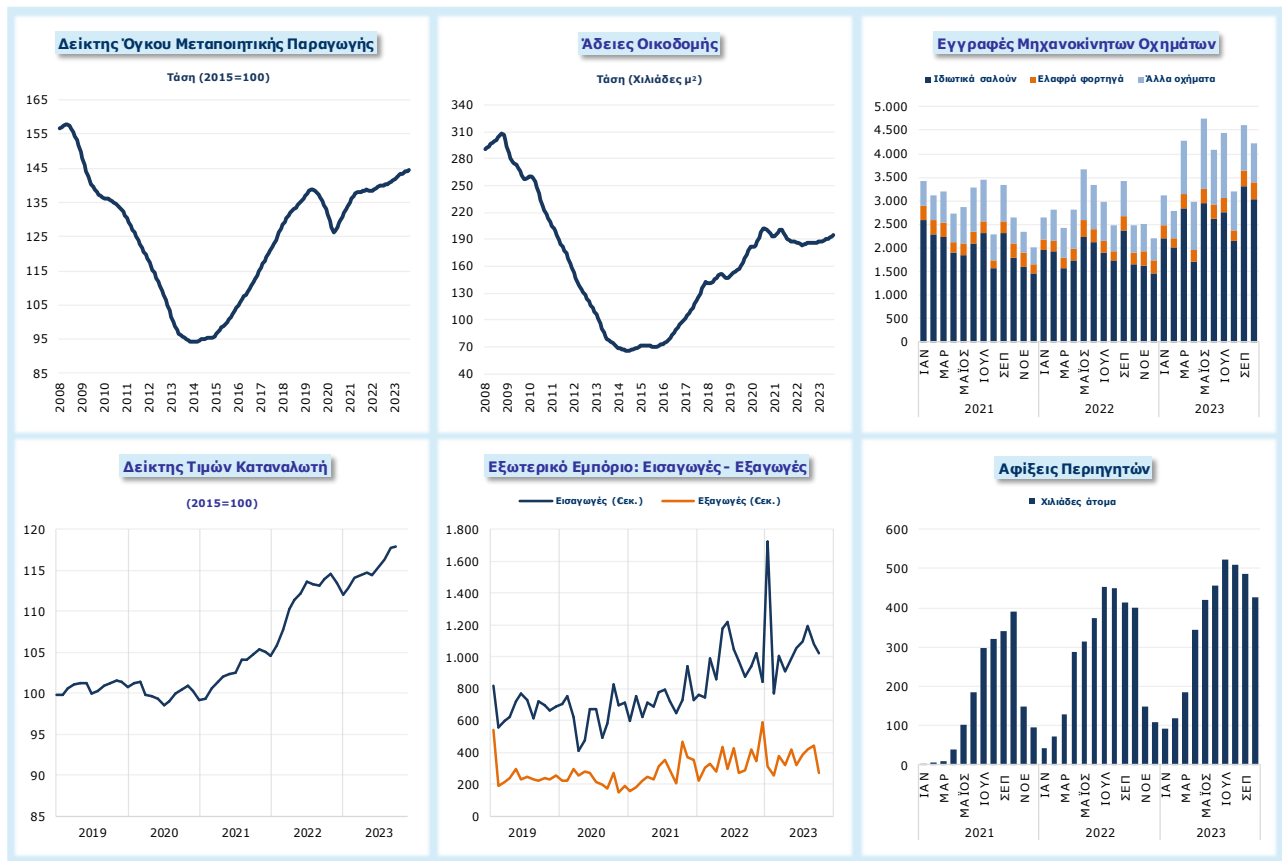 Δείκτης Όγκου Μεταποιητικής Παραγωγής
Τάση (2015=100)
165
155
145
135
125
115
105
95
85
2008
2009
2010
2011
2012
2013
2014
2015
2016
2017
2018
2019
2020
2021
2022
2023
Άδειες Οικοδομής
Τάση (Χιλιάδες μ²)
340
310
280
250
220
190
160
130
100
70
40
2008
2009
2010
2011
2012
2013
2014
2015
2016
2017
2018
2019
2020
2021
2022
2023
Εγγραφές Μηχανοκίνητων Οχημάτων
Ιδιωτικά σαλούν Ελαφρά φορτηγά Άλλα οχήματα
5.000
4.500
4.000
3.500
3.000
2.500
2.000
1.500
1.000
500
0
ΙΑΝ
ΜΑΡ
ΜΑΪΟΣ
ΙΟΥΛ
ΣΕΠ
ΝΟΕ
ΙΑΝ
ΜΑΡ
ΜΑΪΟΣ
ΙΟΥΛ
ΣΕΠ
ΝΟΕ
ΙΑΝ
ΜΑΡ
ΜΑΪΟΣ
ΙΟΥΛ
ΣΕΠ
2021 2022 2023
Δείκτης Τιμών Καταναλωτή
(2015=100)
120
115
110
105
100
95
90
85
2019 2020 2021 2022 2023
Εξωτερικό Εμπόριο: Εισαγωγές - Εξαγωγές
Εισαγωγές (€εκ.) Εξαγωγές (€εκ.)
1.800
1.600
1.400
1.200
1.000
800
600
400
200
0
2019 2020 2021 2022 2023
Αφίξεις Περιηγητών
Χιλιάδες άτομα
600
500
400
300
200
100
0
ΙΑΝ
ΜΑΡ
ΜΑΪΟΣ
ΙΟΥΛ
ΣΕΠ
ΝΟΕ
ΙΑΝ
ΜΑΡ
ΜΑΪΟΣ
ΙΟΥΛ
ΣΕΠ
ΝΟΕ
ΙΑΝ
ΜΑΡ
ΜΑΪΟΣ
ΙΟΥΛ
ΣΕΠ
2021 2022 2023